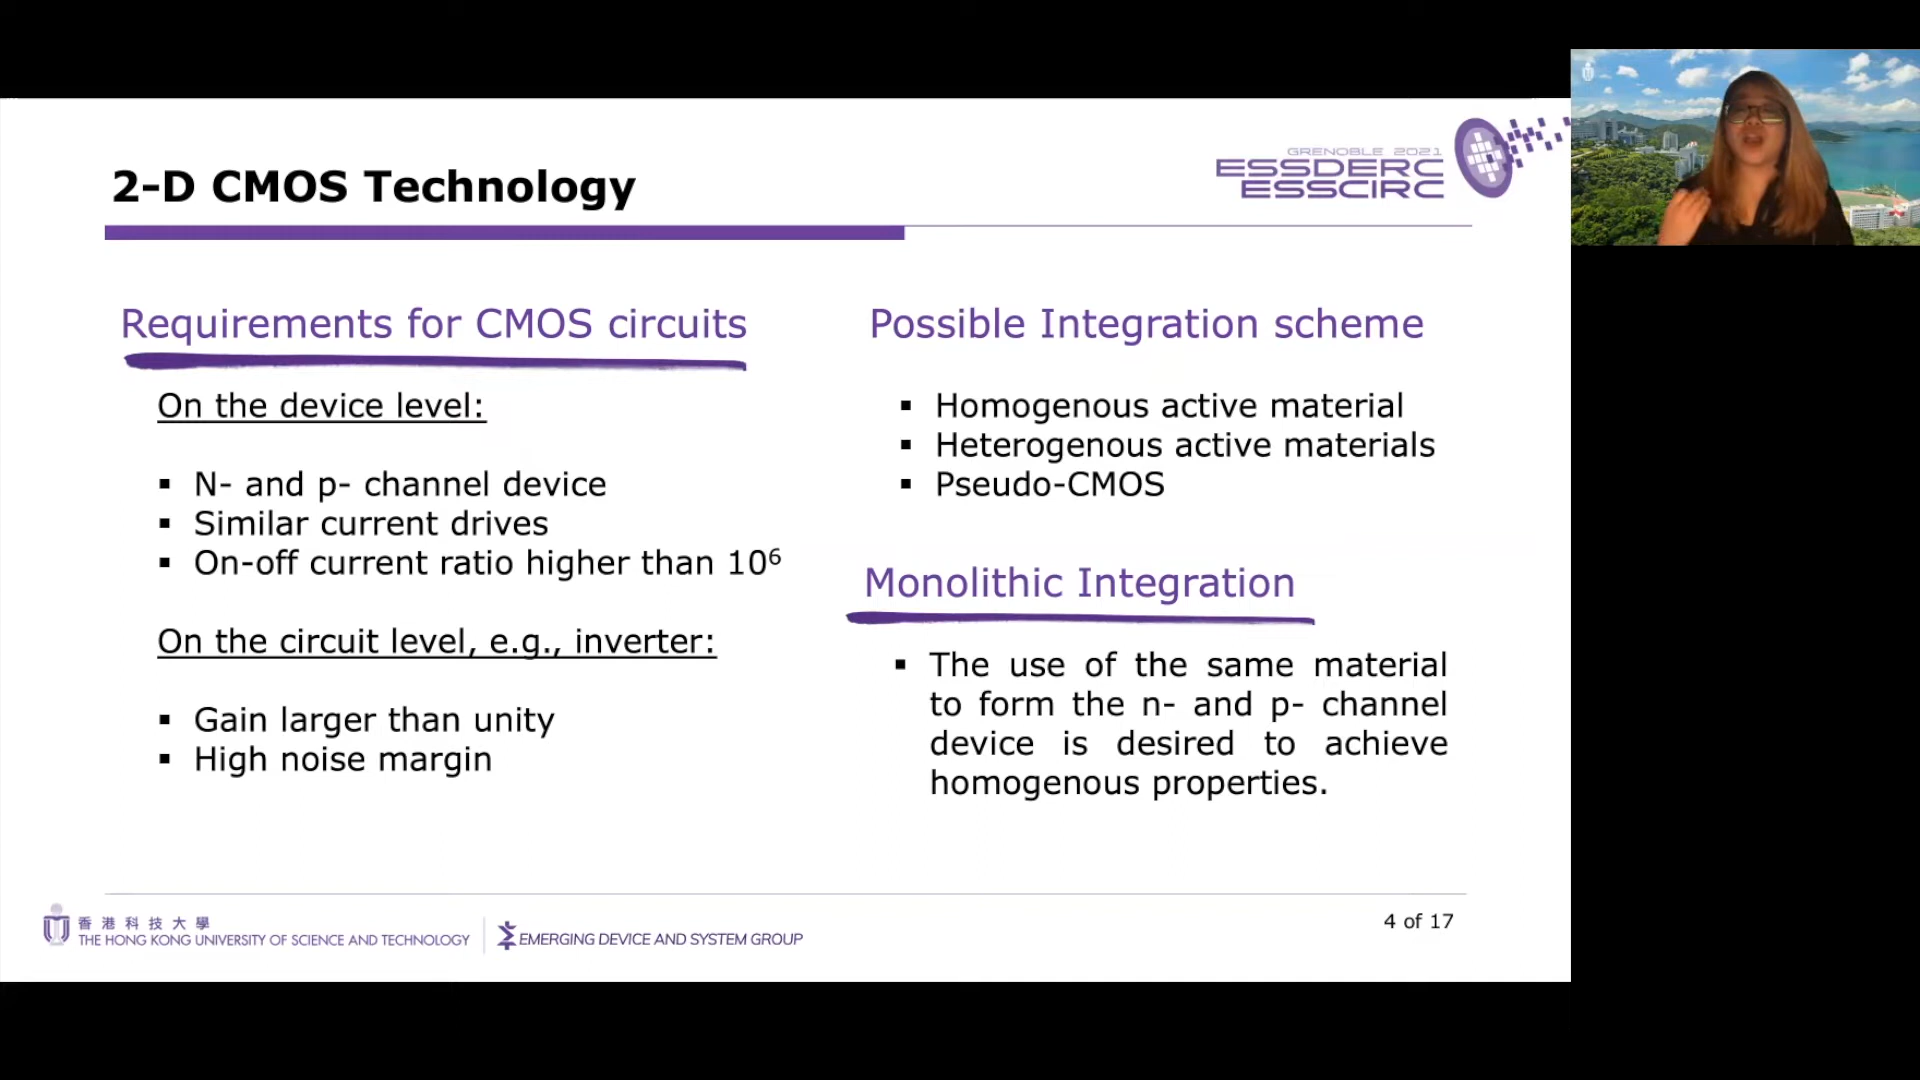 2-D CMOS Technology
GRENOBLE 2021
ESSDERC
ESSCIRC
Requirements for CMOS circuits
On the device level:
▪ N- and p- channel device
▪ Similar current drives
▪ On-off current ratio higher than 10⁶
On the circuit level, e.g., inverter:
▪ Gain larger than unity
▪ High noise margin
Possible Integration scheme
▪ Homogenous active material
▪ Heterogenous active materials
▪ Pseudo-CMOS
Monolithic Integration
▪ The use of the same material
to form the n- and p- channel
device is desired to achieve
homogenous properties.
香港科技大學
THE HONG KONG UNIVERSITY OF SCIENCE AND TECHNOLOGY
EMERGING DEVICE AND SYSTEM GROUP
4 of 17